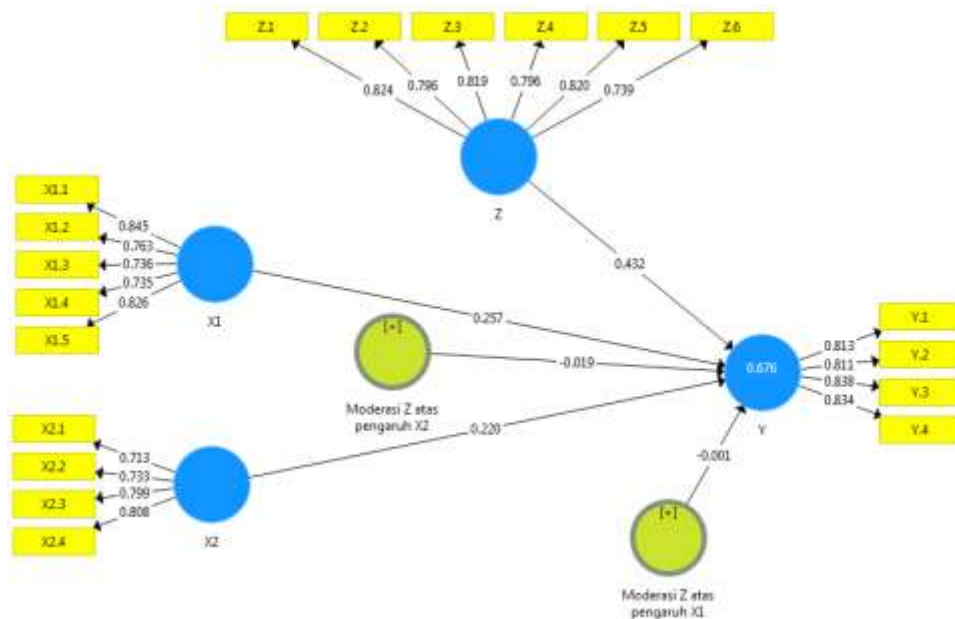 Z.1 Z.2 Z.3 Z.4 Z.5 Z.6
0.824 0.796 0.819 0.796 0.820 0.739
Z
X1.1
X1.2
X1.3
X1.4
X1.5
0.845
0.763
0.736
0.735
0.826
X1
0.432
0.257
[+]
-0.019
Moderasi Z atas
pengaruh X2
0.676
Y
0.813
0.811
0.838
0.834
Y.1
Y.2
Y.3
Y.4
X2.1
X2.2
X2.3
X2.4
0.713
0.733
0.799
0.808
X2
-0.001
[+]
Moderasi Z atas
pengaruh X1